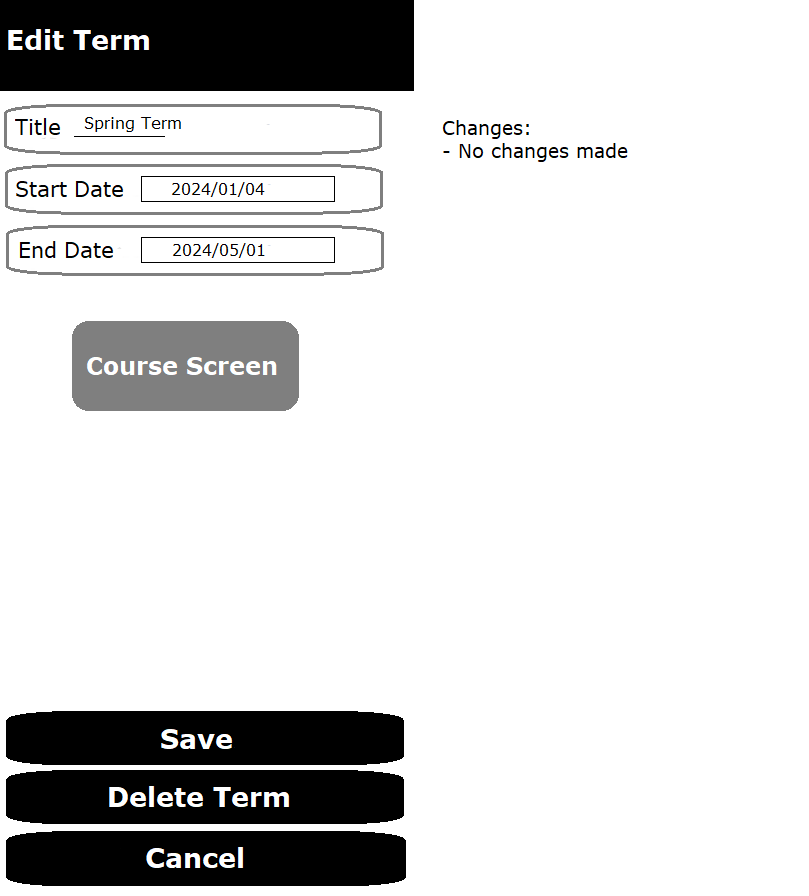 Edit Term
Title Spring Term
Changes:
- No changes made
Start Date 2024/01/04
End Date 2024/05/01
Course Screen
Save
Delete Term
Cancel